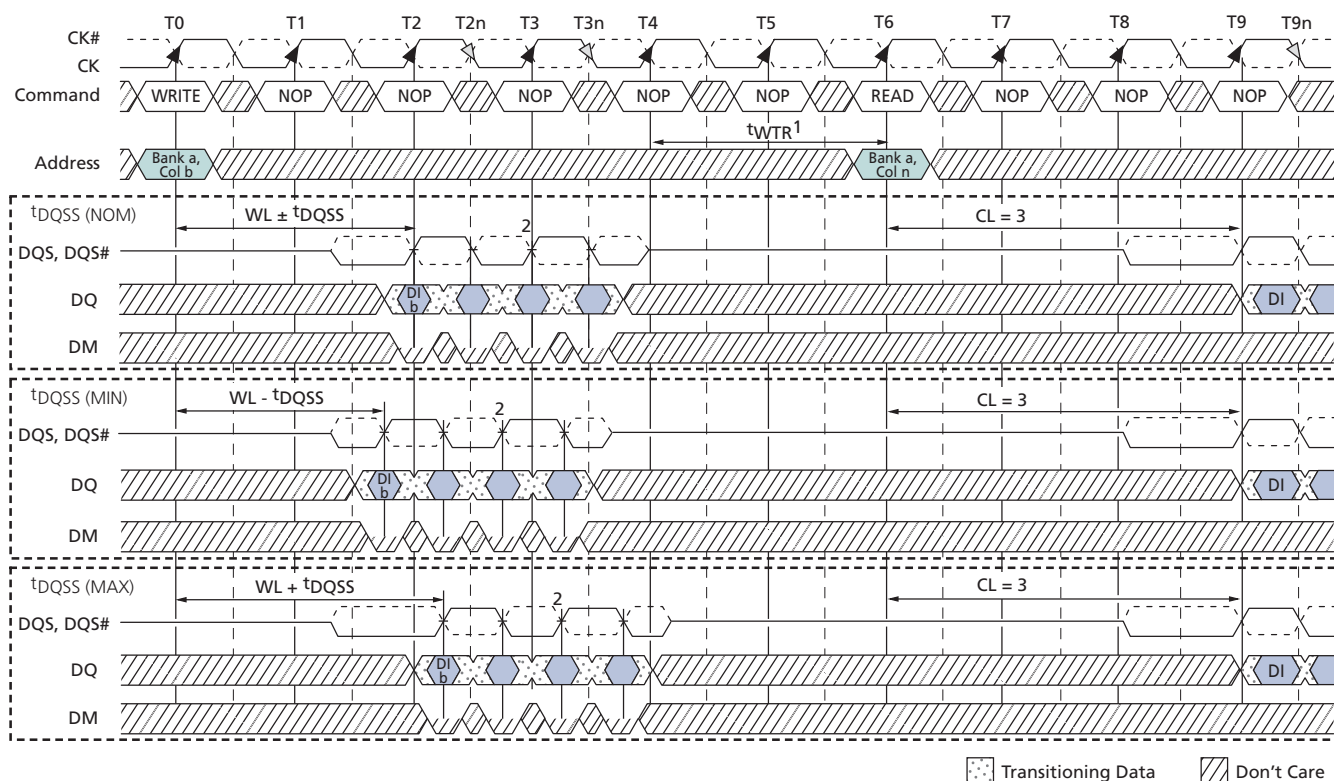 T0 T1 T2 T2n T3 T3n T4 T5 T6 T7 T8 T9 T9n
CK#
CK
Command WRITE NOP NOP NOP NOP NOP READ NOP NOP NOP
tWTR1
Address Bank a, Col b Bank a, Col n
tDQSS (NOM) WL ± tDQSS CL = 3
2
DQS, DQS#
DQ DI b DI
DM
tDQSS (MIN) WL - tDQSS CL = 3
2
DQS, DQS#
DQ DI b DI
DM
tDQSS (MAX) WL + tDQSS CL = 3
2
DQS, DQS#
DQ DI b DI
DM
Transitioning Data Don't Care